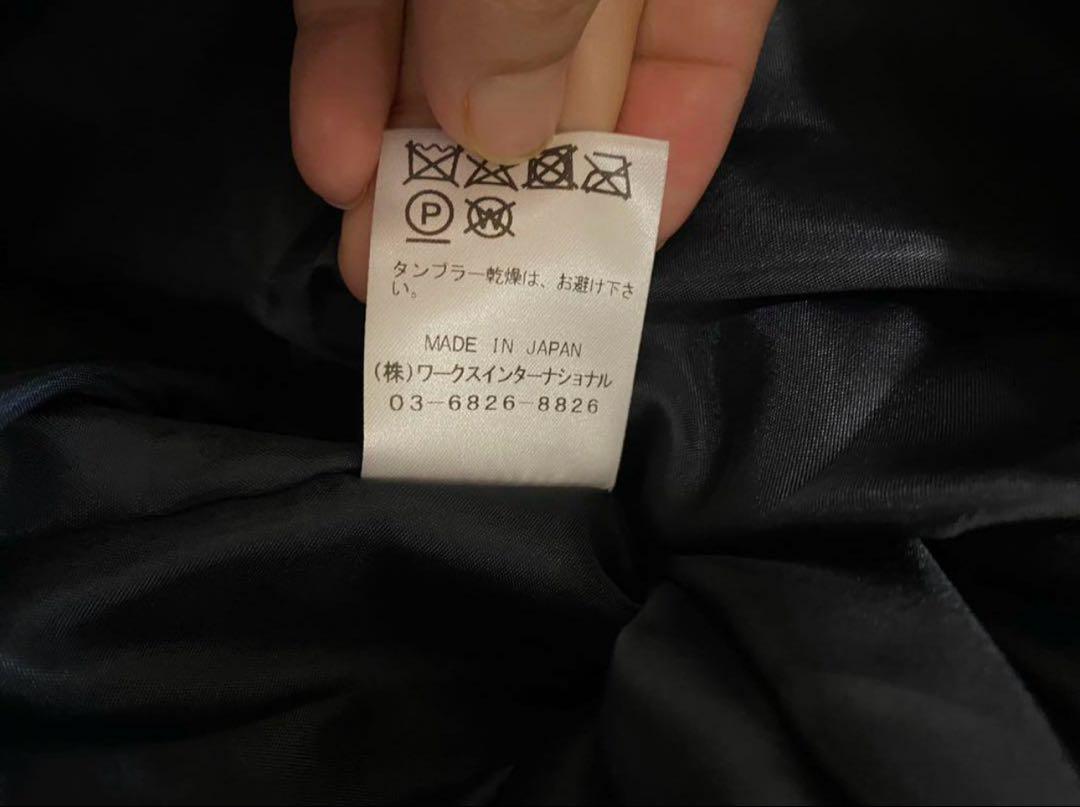 P
W
タンブラー乾燥は、お避け下さ
い。
MADE IN JAPAN
(株)ワークスインターナショナル
03-6826-8826